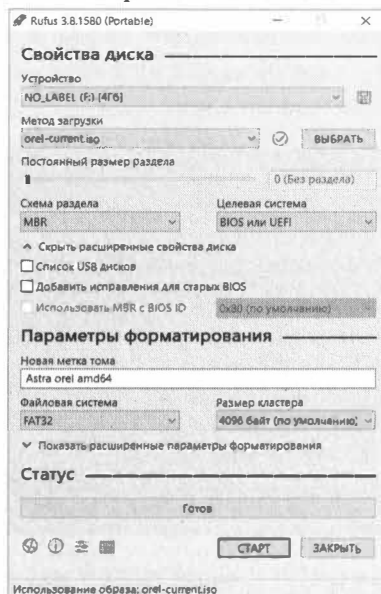 Rufus 3.8.1580 (Portable)
Свойства диска
Устройство
NO_LABEL (F:) [4Гб]
Метод загрузки
orel-current.iso
ВЫБРАТЬ
Постоянный размер раздела
0 (Без раздела)
Схема раздела Целевая система
MBR BIOS или UEFI
Скрыть расширенные свойства диска
Список USB дисков
Добавить исправления для старых BIOS
Использовать MBR с BIOS ID 0x80 (по умолчанию)
Параметры форматирования
Новая метка тома
Astra orel amd64
Файловая система Размер кластера
FAT32 4096 байт (по умолчанию)
Показать расширенные параметры форматирования
Статус
Готов
СТАРТ ЗАКРЫТЬ
Использование образа: orel-current.iso